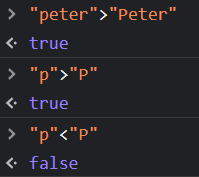 > "peter">"Peter"
<· true
> "p">"P"
<· true
> "p"<"P"
<· false